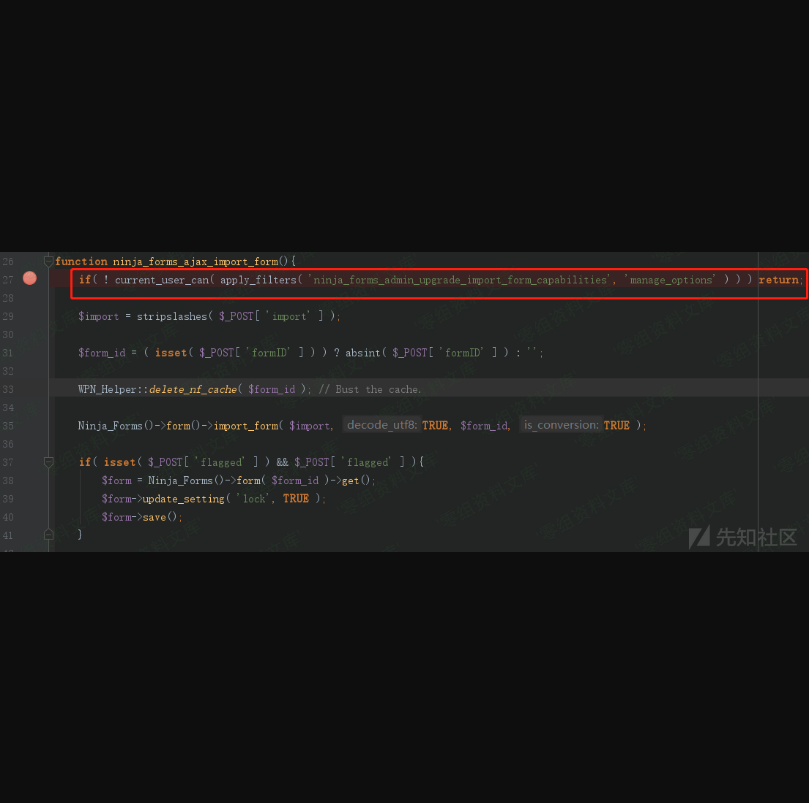 26 function ninja_forms_ajax_import_form(){
27 if( ! current_user_can( apply_filters( 'ninja_forms_admin_upgrade_import_form_capabilities', 'manage_options' ) ) ) return;
28
29 $import = stripslashes( $_POST[ 'import' ] );
30
31 $form_id = ( isset( $_POST[ 'formID' ] ) ) ? absint( $_POST[ 'formID' ] ) : '';
32
33 WPN_Helper::delete_nf_cache( $form_id ); // Bust the cache.
34
35 Ninja_Forms()->form()->import_form( $import, decode_utf8: TRUE, $form_id, is_conversion: TRUE );
36
37 if( isset( $_POST[ 'flagged' ] ) && $_POST[ 'flagged' ] ){
38 $form = Ninja_Forms()->form( $form_id )->get();
39 $form->update_setting( 'lock', TRUE );
40 $form->save();
41 }
先知社区